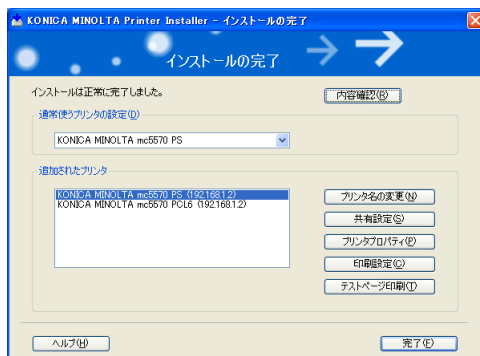 KONICA MINOLTA Printer Installer - インストールの完了
インストールの完了
インストールは正常に完了しました。
内容確認(R)
通常使うプリンタの設定(D)
KONICA MINOLTA mc5570 PS
追加されたプリンタ
KONICA MINOLTA mc5570 PS (192.168.1.2)
KONICA MINOLTA mc5570 PCL6 (192.168.1.2)
プリンタ名の変更(N)
共有設定(S)
プリンタプロパティ(P)
印刷設定(C)
テストページ印刷(T)
ヘルプ(H)
完了(F)